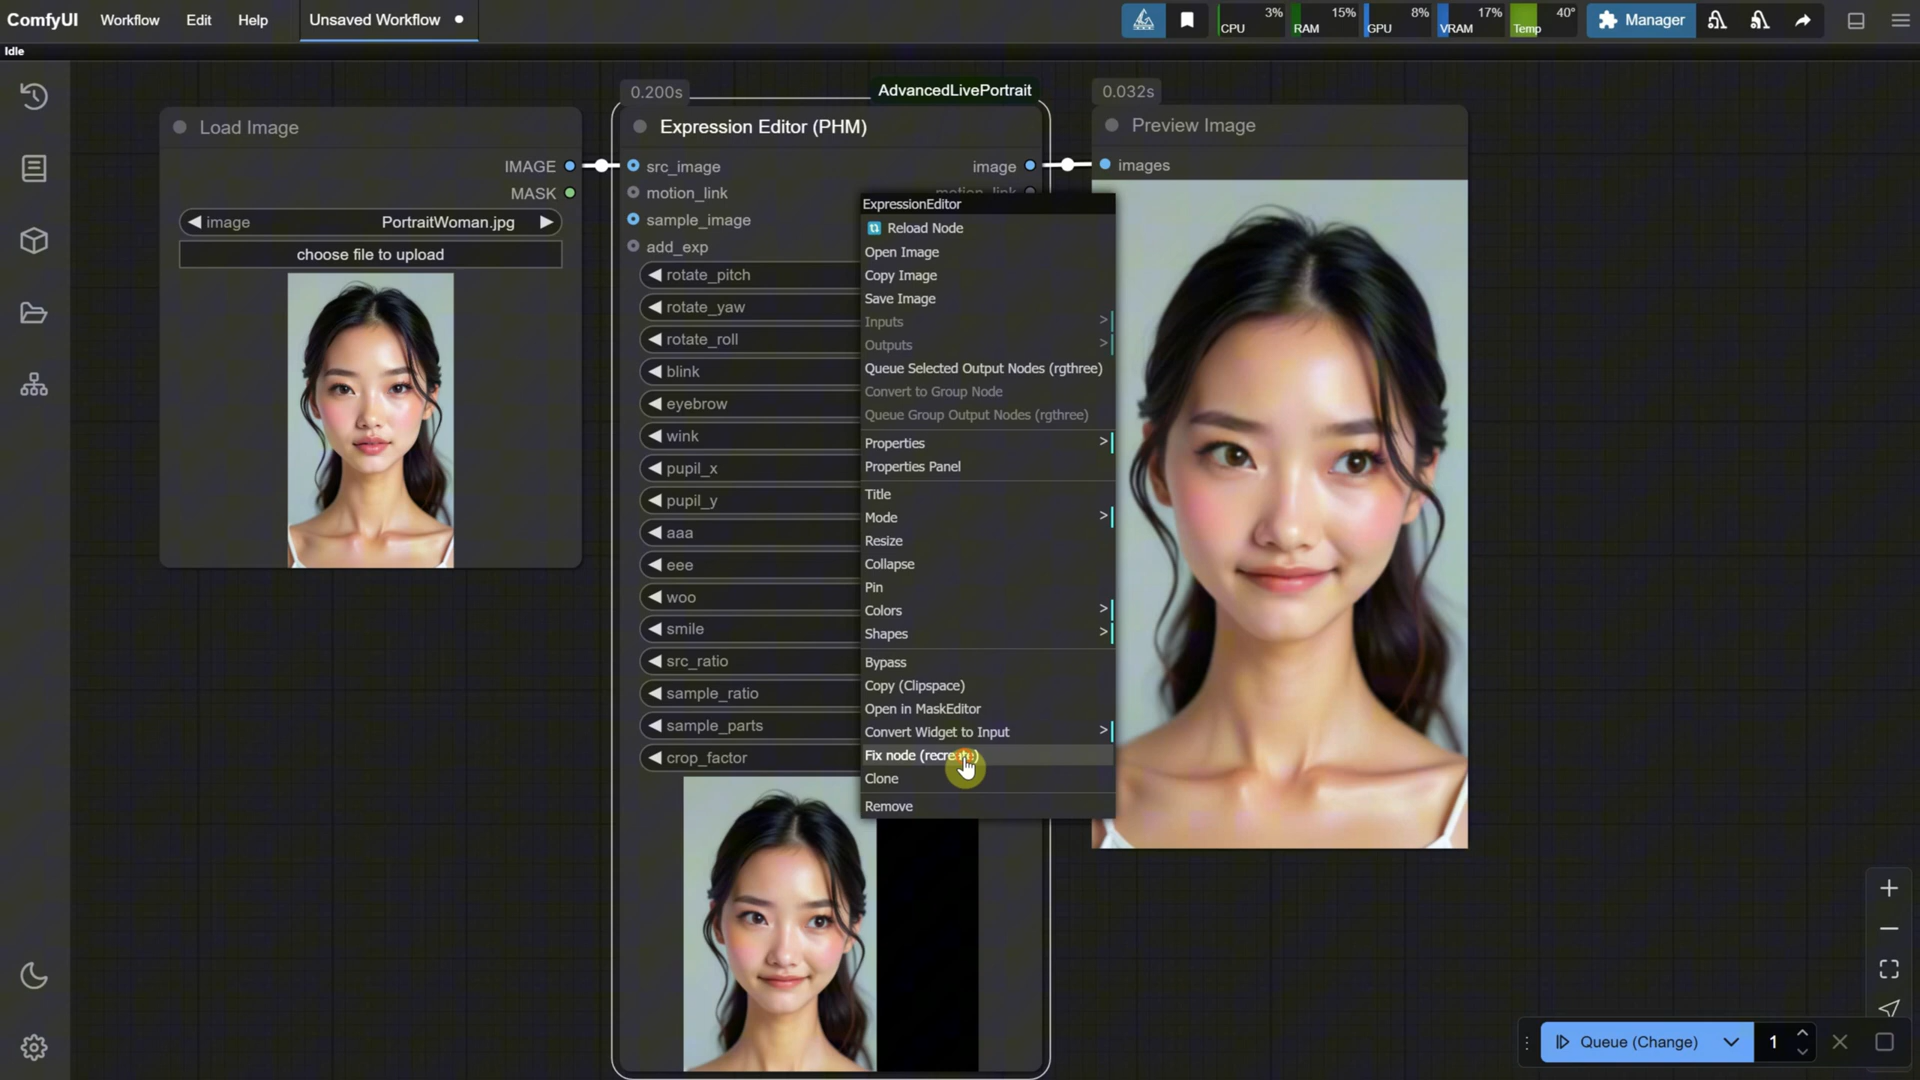 ComfyUI Workflow Edit Help Unsaved Workflow
CPU 3% RAM 15% GPU 8% VRAM 17% Temp 40° Manager
Idle
0.200s AdvancedLivePortrait 0.032s
Load Image
IMAGE
MASK
image PortraitWoman.jpg
choose file to upload
Expression Editor (PHM)
src_image image
motion_link motion_link
sample_image
add_exp
rotate_pitch
rotate_yaw
rotate_roll
blink
eyebrow
wink
pupil_x
pupil_y
aaa
eee
woo
smile
src_ratio
sample_ratio
sample_parts
crop_factor
ExpressionEditor
Reload Node
Open Image
Copy Image
Save Image
Inputs >
Outputs >
Queue Selected Output Nodes (rgthree)
Convert to Group Node
Queue Group Output Nodes (rgthree)
Properties >
Properties Panel
Title
Mode >
Resize
Collapse
Pin
Colors >
Shapes >
Bypass
Copy (Clipspace)
Open in MaskEditor
Convert Widget to Input >
Fix node (recreate)
Clone
Remove
Preview Image
images
Queue (Change) 1